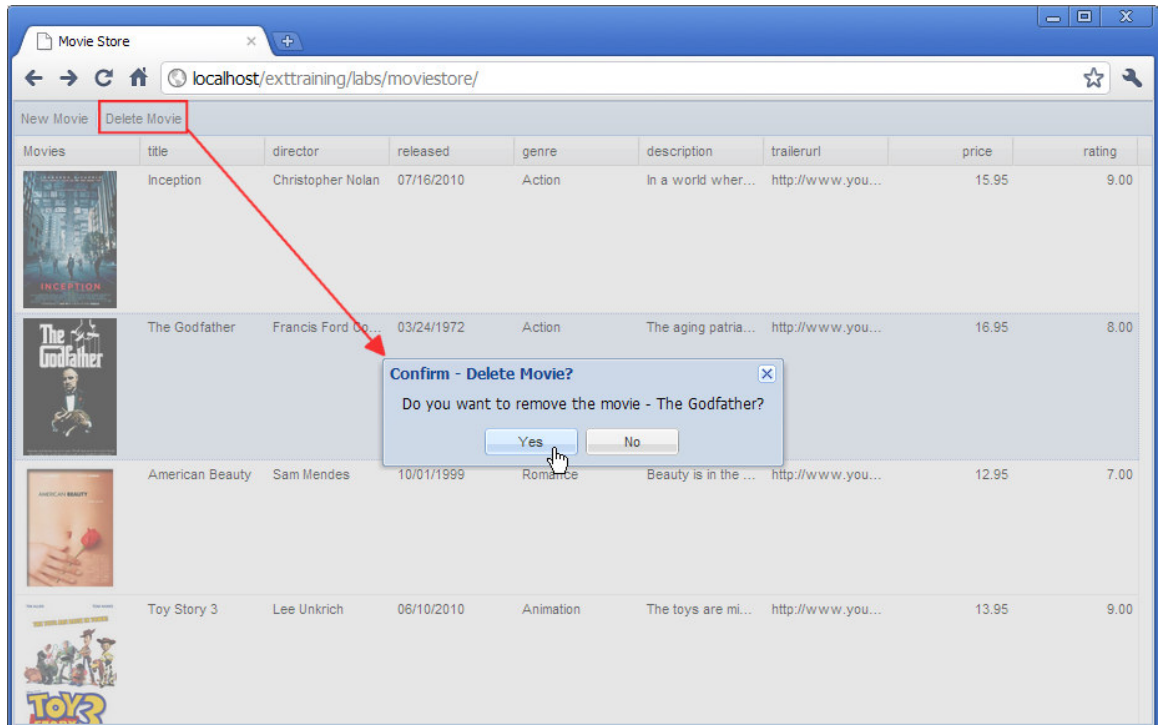 Movie Store
localhost/exttraining/labs/moviestore/
New Movie Delete Movie
Movies title director released genre description trailerurl price rating
Inception Christopher Nolan 07/16/2010 Action In a world wher... http://www.you... 15.95 9.00
INCEPTION
The Godfather Francis Ford Co... 03/24/1972 Action The aging patria... http://www.you... 16.95 8.00
The
Godfather
Confirm - Delete Movie?
Do you want to remove the movie - The Godfather?
Yes No
American Beauty Sam Mendes 10/01/1999 Romance Beauty is in the ... http://www.you... 12.95 7.00
AMERICAN BEAUTY
Toy Story 3 Lee Unkrich 06/10/2010 Animation The toys are mi... http://www.you... 13.95 9.00
TOY3
STORY